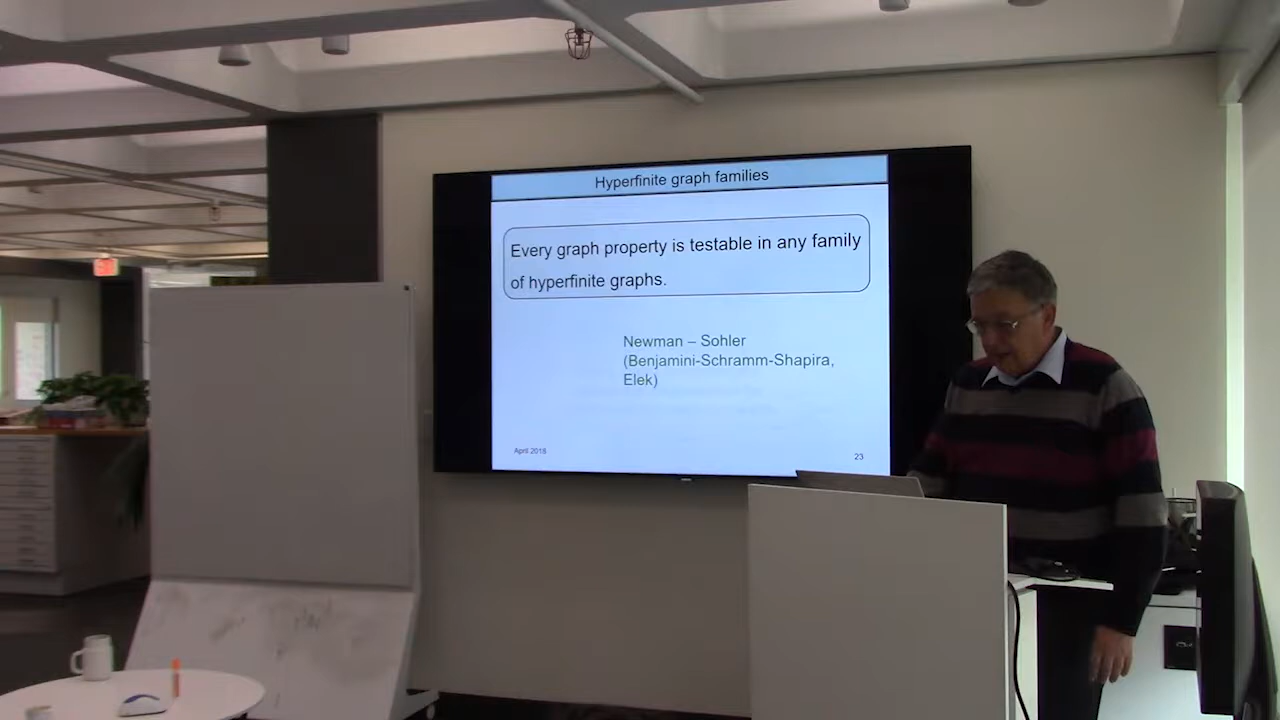 Hyperfinite graph families
Every graph property is testable in any family
of hyperfinite graphs.
Newman – Sohler
(Benjamini-Schramm-Shapira,
Elek)
April 2018
23